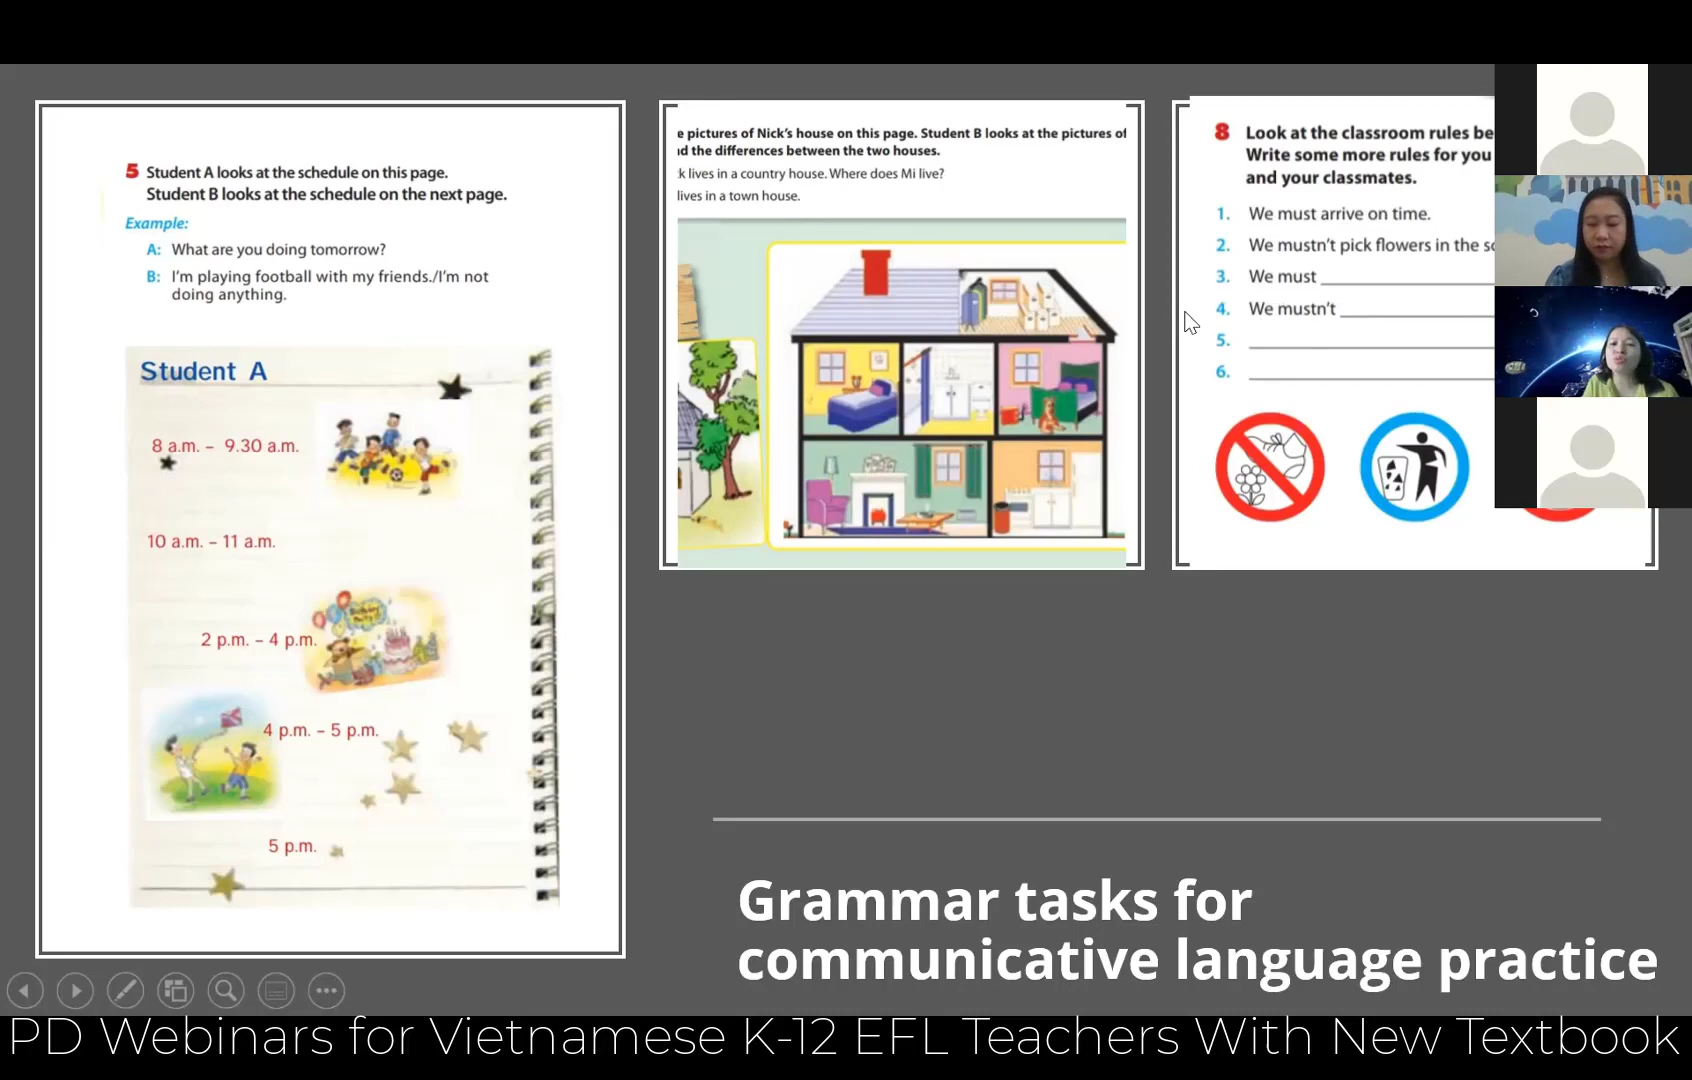 5 Student A looks at the schedule on this page.
Student B looks at the schedule on the next page.
Example:
A: What are you doing tomorrow?
B: I'm playing football with my friends./I'm not
doing anything.
Student A
8 a.m. – 9.30 a.m.
10 a.m. – 11 a.m.
2 p.m. – 4 p.m.
4 p.m. – 5 p.m.
5 p.m.
e pictures of Nick's house on this page. Student B looks at the pictures of
d the differences between the two houses.
k lives in a country house. Where does Mi live?
lives in a town house.
8 Look at the classroom rules be
Write some more rules for you
and your classmates.
1. We must arrive on time.
2. We mustn't pick flowers in the sc
3. We must
4. We mustn't
5.
6.
Grammar tasks for
communicative language practice
PD Webinars for Vietnamese K-12 EFL Teachers With New Textbook